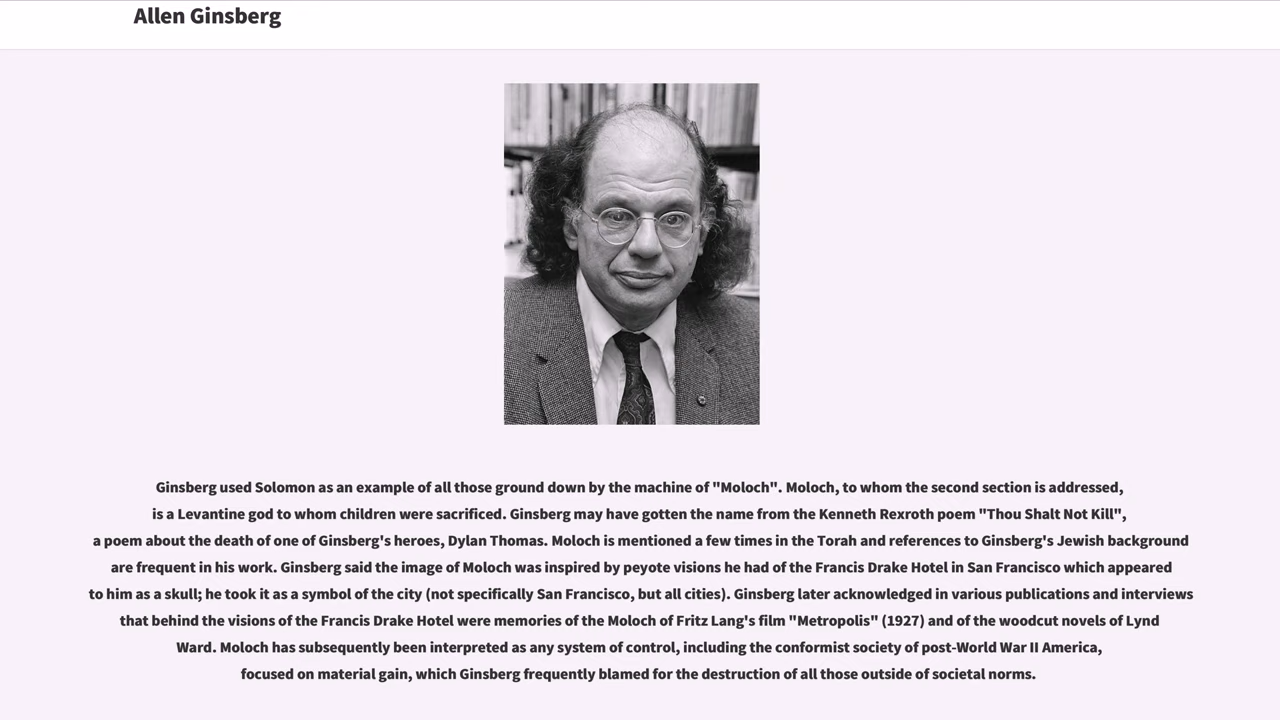 Allen Ginsberg
Ginsberg used Solomon as an example of all those ground down by the machine of "Moloch". Moloch, to whom the second section is addressed,
is a Levantine god to whom children were sacrificed. Ginsberg may have gotten the name from the Kenneth Rexroth poem "Thou Shalt Not Kill",
a poem about the death of one of Ginsberg's heroes, Dylan Thomas. Moloch is mentioned a few times in the Torah and references to Ginsberg's Jewish background
are frequent in his work. Ginsberg said the image of Moloch was inspired by peyote visions he had of the Francis Drake Hotel in San Francisco which appeared
to him as a skull; he took it as a symbol of the city (not specifically San Francisco, but all cities). Ginsberg later acknowledged in various publications and interviews
that behind the visions of the Francis Drake Hotel were memories of the Moloch of Fritz Lang's film "Metropolis" (1927) and of the woodcut novels of Lynd
Ward. Moloch has subsequently been interpreted as any system of control, including the conformist society of post-World War II America,
focused on material gain, which Ginsberg frequently blamed for the destruction of all those outside of societal norms.